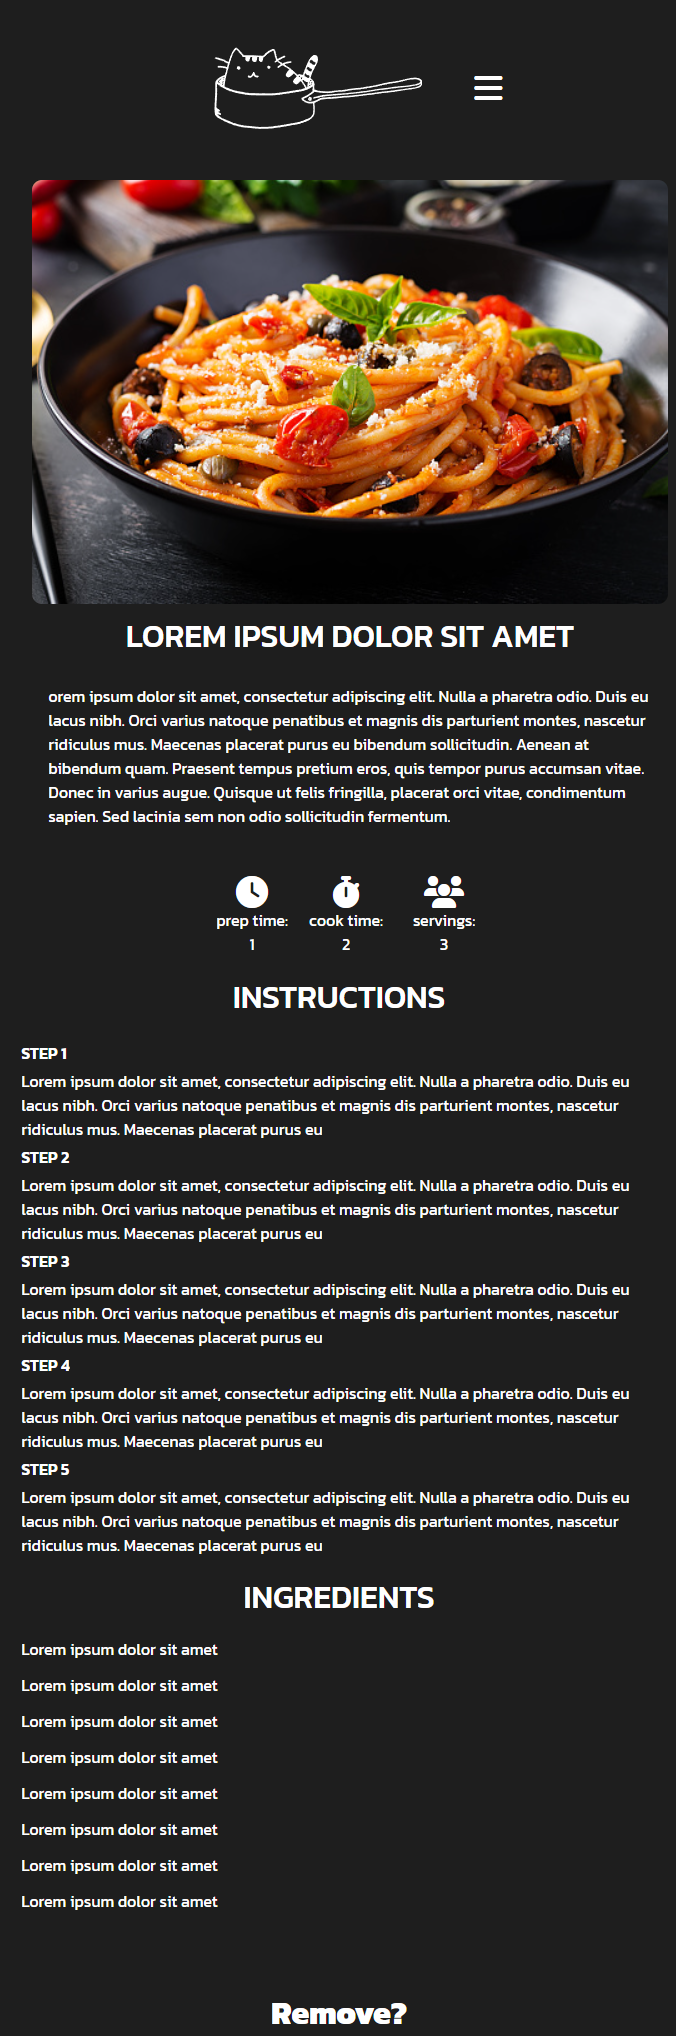 LOREM IPSUM DOLOR SIT AMET
orem ipsum dolor sit amet, consectetur adipiscing elit. Nulla a pharetra odio. Duis eu
lacus nibh. Orci varius natoque penatibus et magnis dis parturient montes, nascetur
ridiculus mus. Maecenas placerat purus eu bibendum sollicitudin. Aenean at
bibendum quam. Praesent tempus pretium eros, quis tempor purus accumsan vitae.
Donec in varius augue. Quisque ut felis fringilla, placerat orci vitae, condimentum
sapien. Sed lacinia sem non odio sollicitudin fermentum.
prep time: cook time: servings:
1 2 3
INSTRUCTIONS
STEP 1
Lorem ipsum dolor sit amet, consectetur adipiscing elit. Nulla a pharetra odio. Duis eu
lacus nibh. Orci varius natoque penatibus et magnis dis parturient montes, nascetur
ridiculus mus. Maecenas placerat purus eu
STEP 2
Lorem ipsum dolor sit amet, consectetur adipiscing elit. Nulla a pharetra odio. Duis eu
lacus nibh. Orci varius natoque penatibus et magnis dis parturient montes, nascetur
ridiculus mus. Maecenas placerat purus eu
STEP 3
Lorem ipsum dolor sit amet, consectetur adipiscing elit. Nulla a pharetra odio. Duis eu
lacus nibh. Orci varius natoque penatibus et magnis dis parturient montes, nascetur
ridiculus mus. Maecenas placerat purus eu
STEP 4
Lorem ipsum dolor sit amet, consectetur adipiscing elit. Nulla a pharetra odio. Duis eu
lacus nibh. Orci varius natoque penatibus et magnis dis parturient montes, nascetur
ridiculus mus. Maecenas placerat purus eu
STEP 5
Lorem ipsum dolor sit amet, consectetur adipiscing elit. Nulla a pharetra odio. Duis eu
lacus nibh. Orci varius natoque penatibus et magnis dis parturient montes, nascetur
ridiculus mus. Maecenas placerat purus eu
INGREDIENTS
Lorem ipsum dolor sit amet
Lorem ipsum dolor sit amet
Lorem ipsum dolor sit amet
Lorem ipsum dolor sit amet
Lorem ipsum dolor sit amet
Lorem ipsum dolor sit amet
Lorem ipsum dolor sit amet
Lorem ipsum dolor sit amet
Remove?